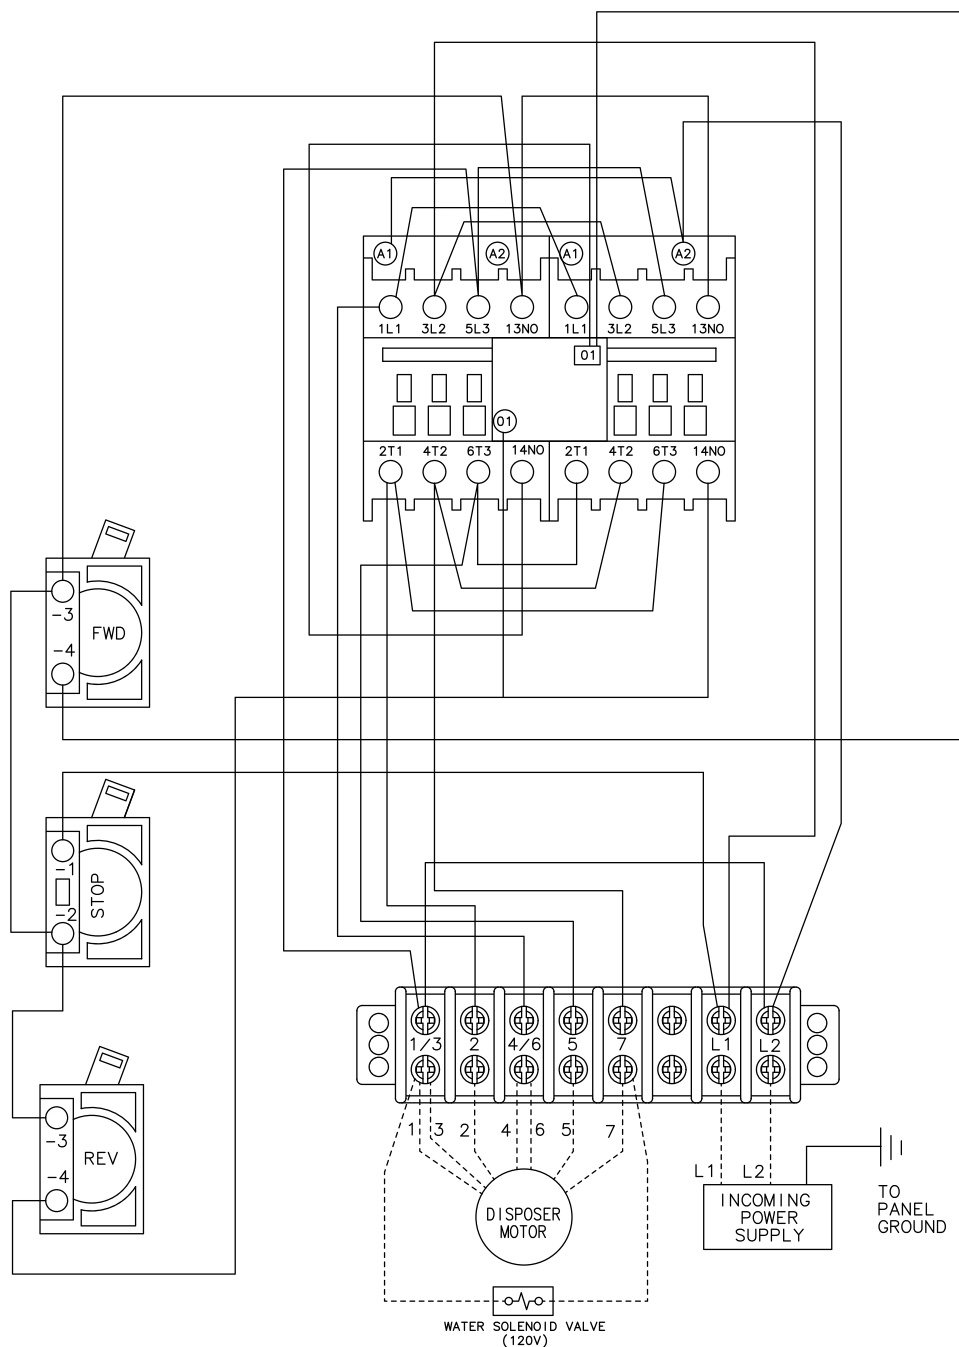 A1 A2 A1 A2
1L1 3L2 5L3 13NO 1L1 3L2 5L3 13NO
01
01
2T1 4T2 6T3 14NO 2T1 4T2 6T3 14NO
-3
FWD
-4
-1
STOP
-2
-3
REV
-4
1/3 2 4/6 5 7 L1 L2
1 3 2 4 6 5 7
L1 L2
DISPOSER
MOTOR
INCOMING
POWER
SUPPLY
TO
PANEL
GROUND
WATER SOLENOID VALVE
(120V)